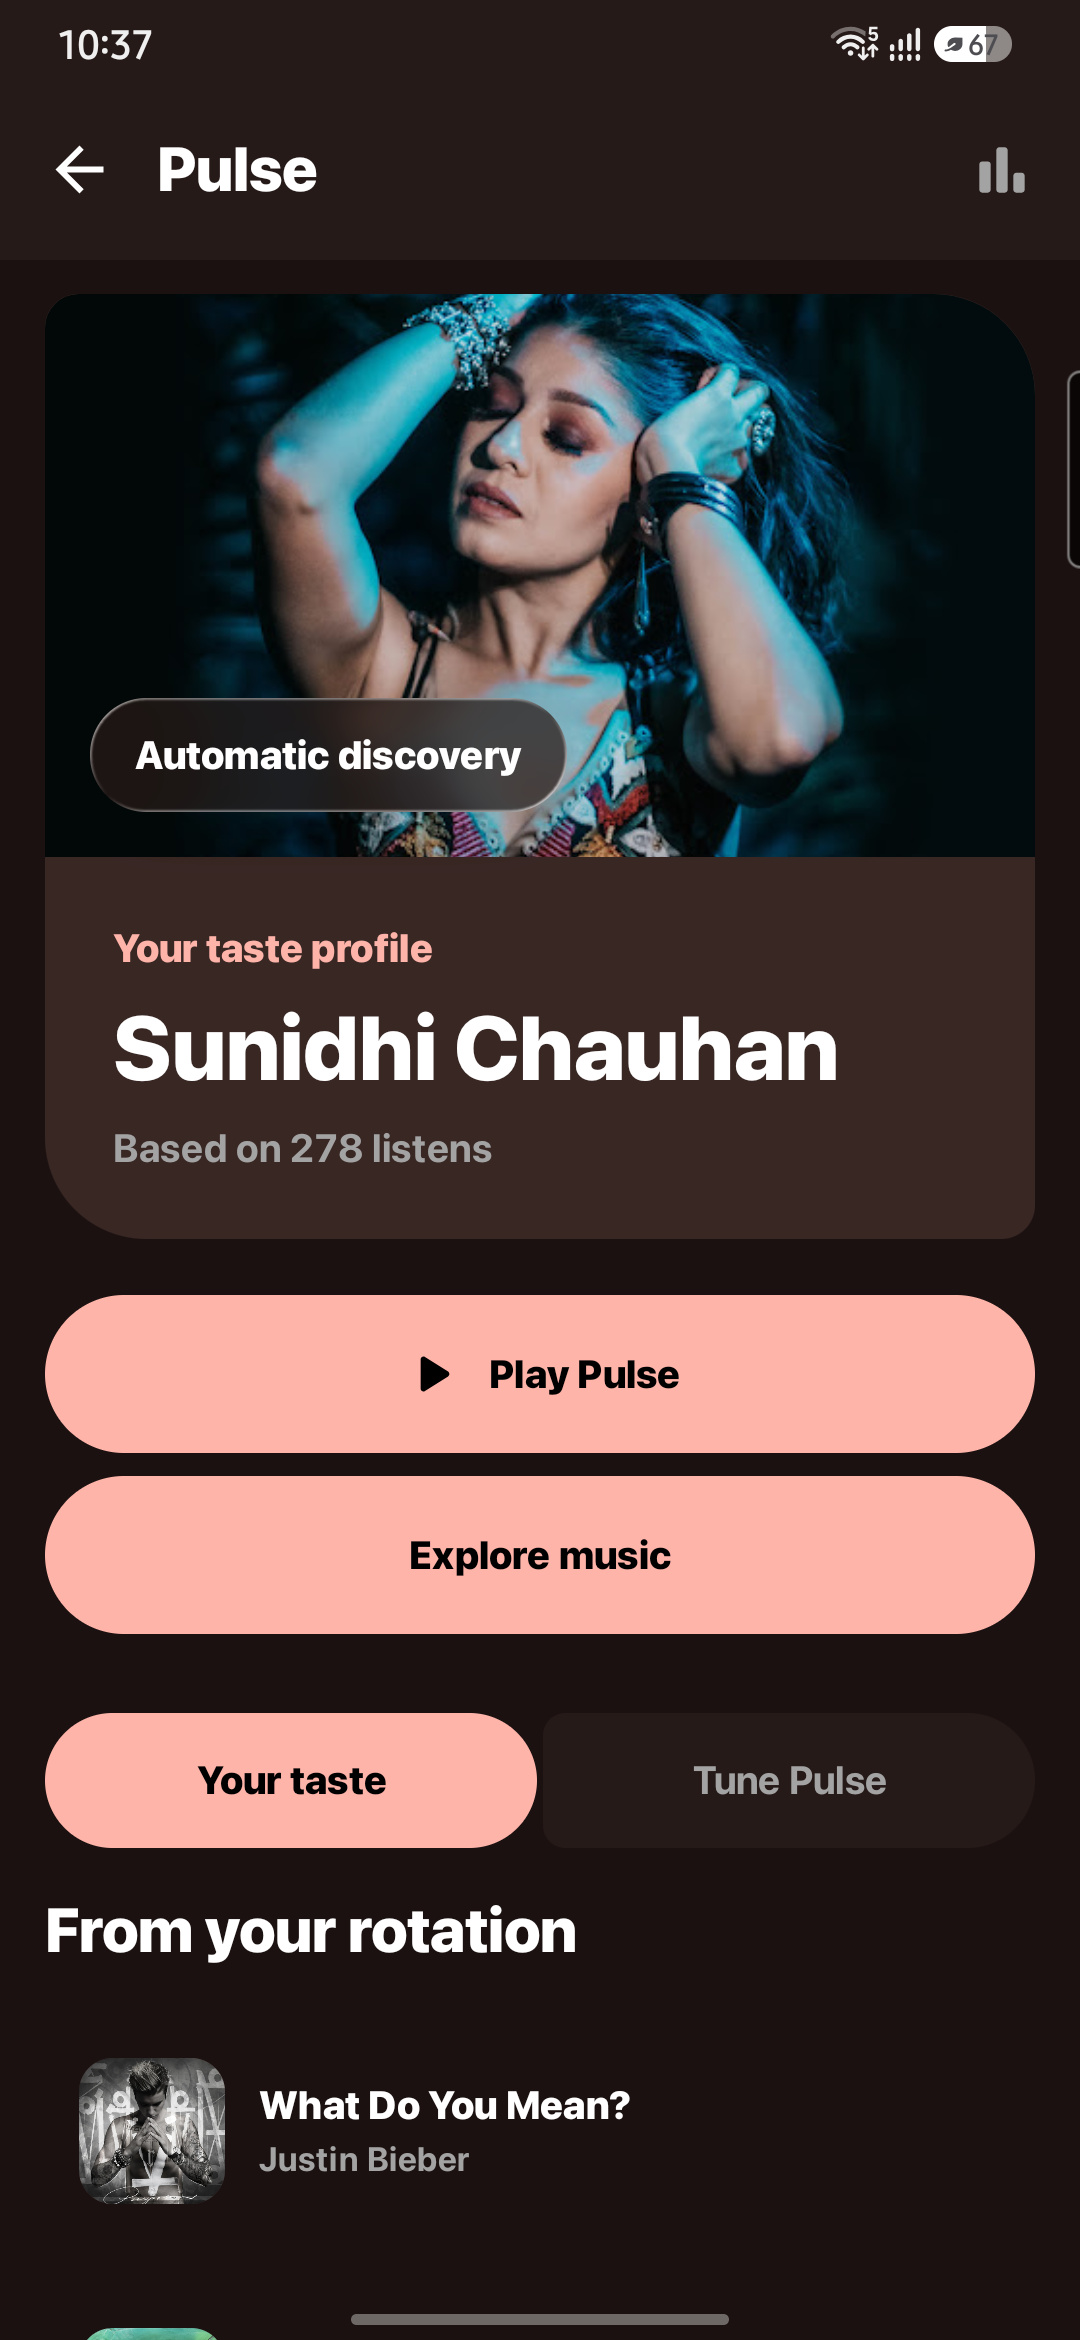 10:37
5
67
Pulse
Automatic discovery
Your taste profile
Sunidhi Chauhan
Based on 278 listens
Play Pulse
Explore music
Your taste
Tune Pulse
From your rotation
What Do You Mean?
Justin Bieber